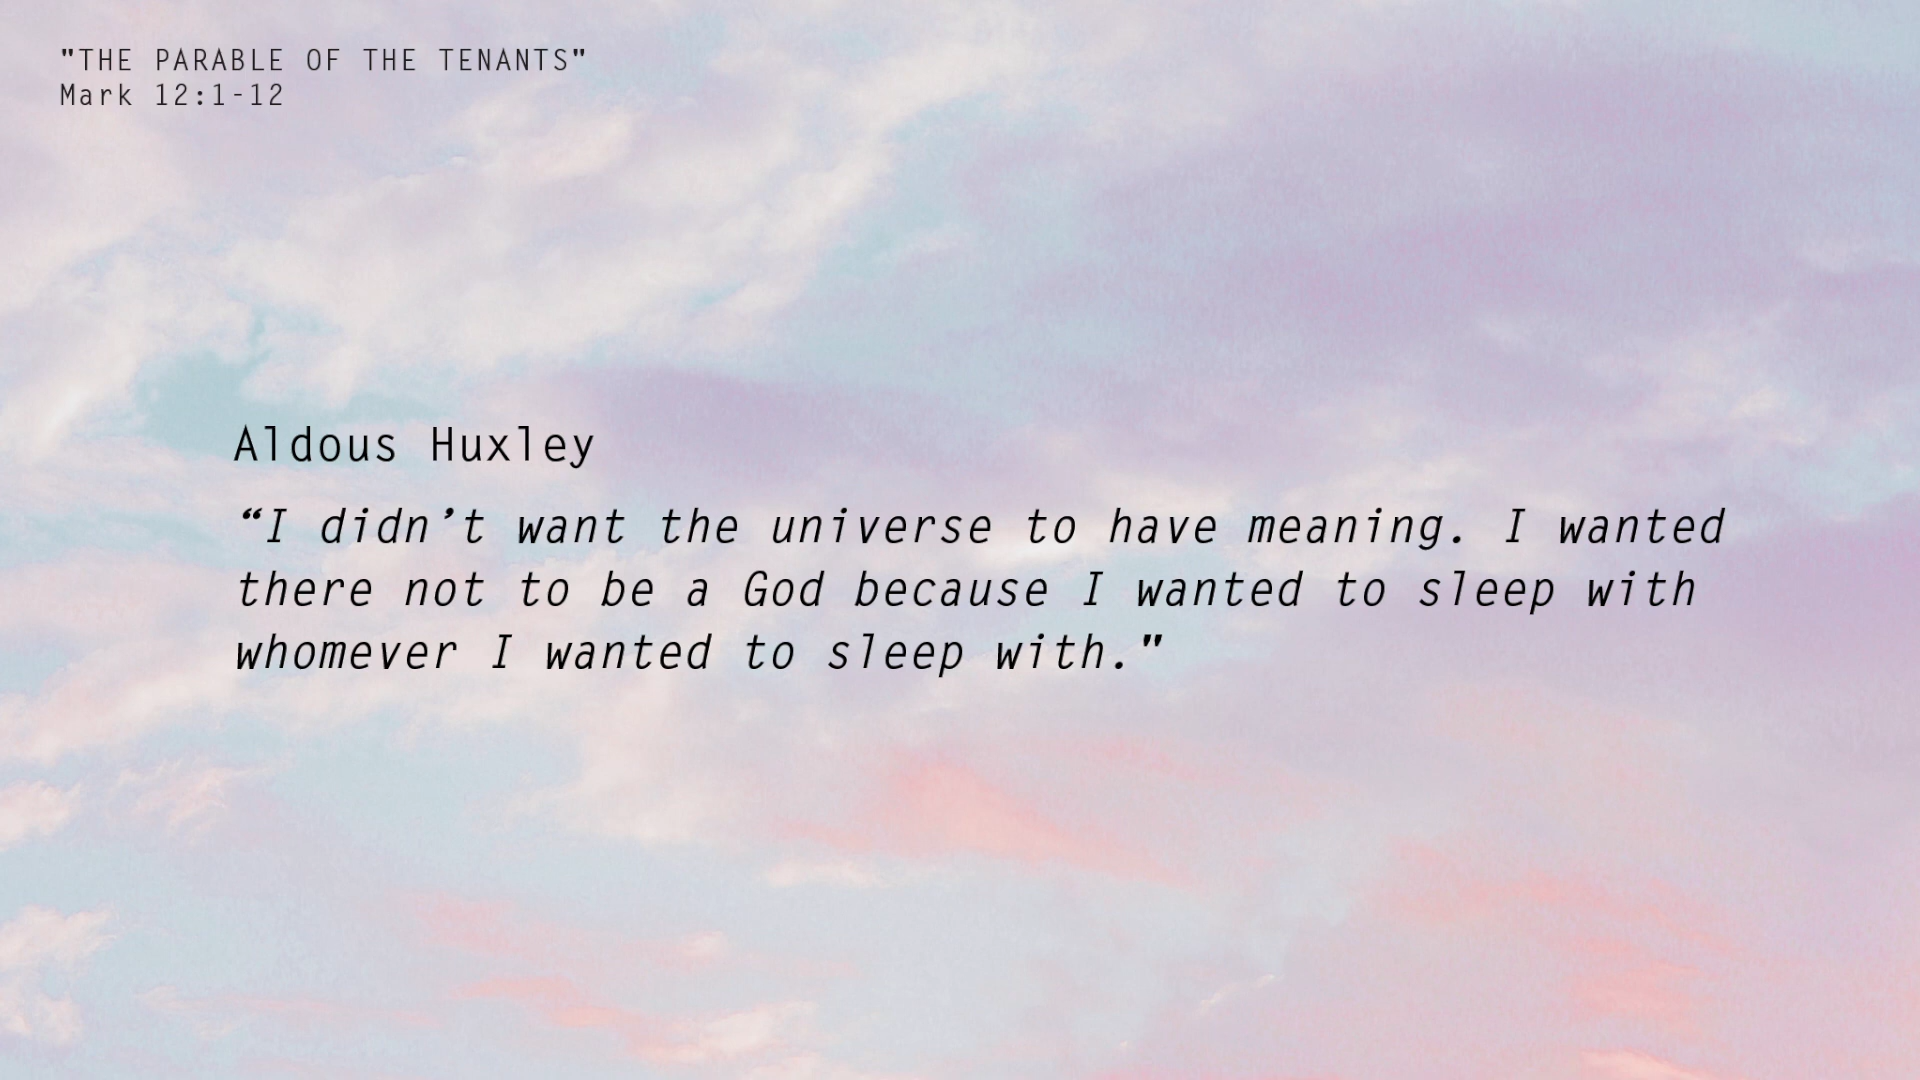 "THE PARABLE OF THE TENANTS"
Mark 12:1-12
Aldous Huxley
“I didn’t want the universe to have meaning. I wanted
there not to be a God because I wanted to sleep with
whomever I wanted to sleep with."